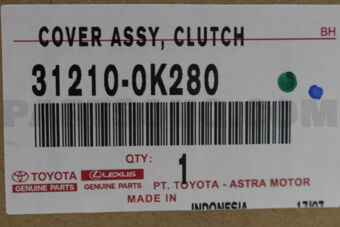 COVER ASSY, CLUTCH
BH
31210-0K280
QTY:
1
TOYOTA
GENUINE PARTS
LEXUS
GENUINE PARTS
PT. TOYOTA - ASTRA MOTOR
MADE IN INDONESIA 17/07